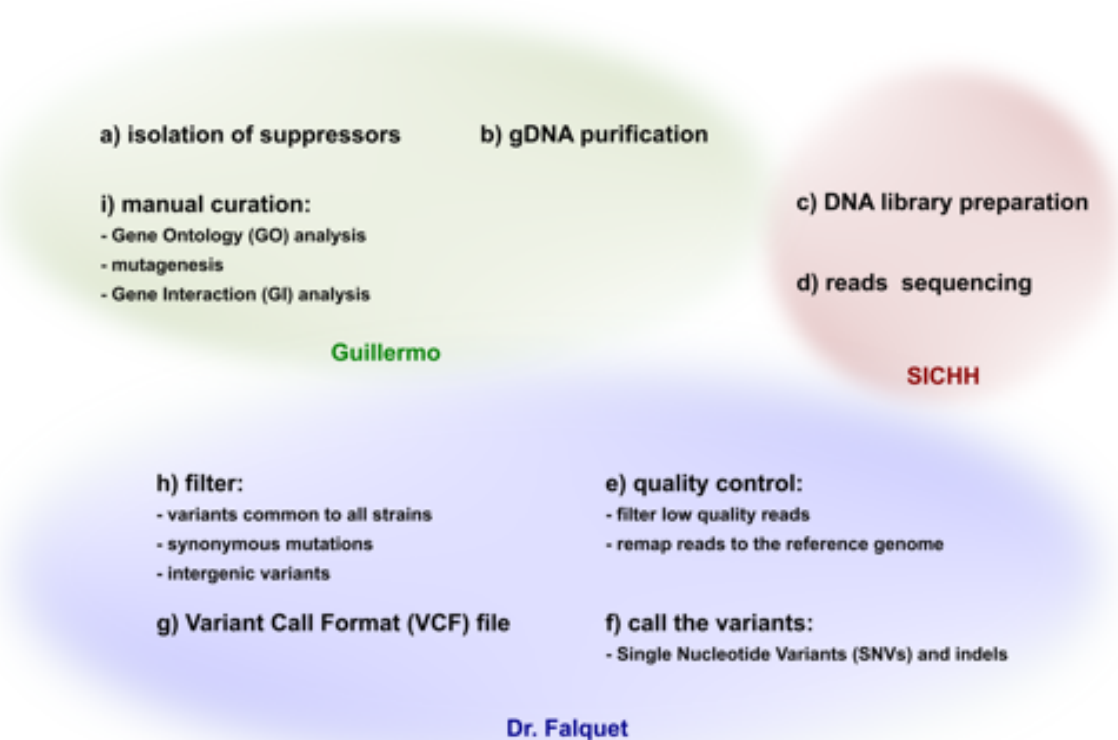 a) isolation of suppressors
b) gDNA purification
i) manual curation:
- Gene Ontology (GO) analysis
- mutagenesis
- Gene Interaction (GI) analysis
Guillermo
c) DNA library preparation
d) reads sequencing
SICHH
h) filter:
- variants common to all strains
- synonymous mutations
- intergenic variants
g) Variant Call Format (VCF) file
e) quality control:
- filter low quality reads
- remap reads to the reference genome
f) call the variants:
- Single Nucleotide Variants (SNVs) and indels
Dr. Falquet